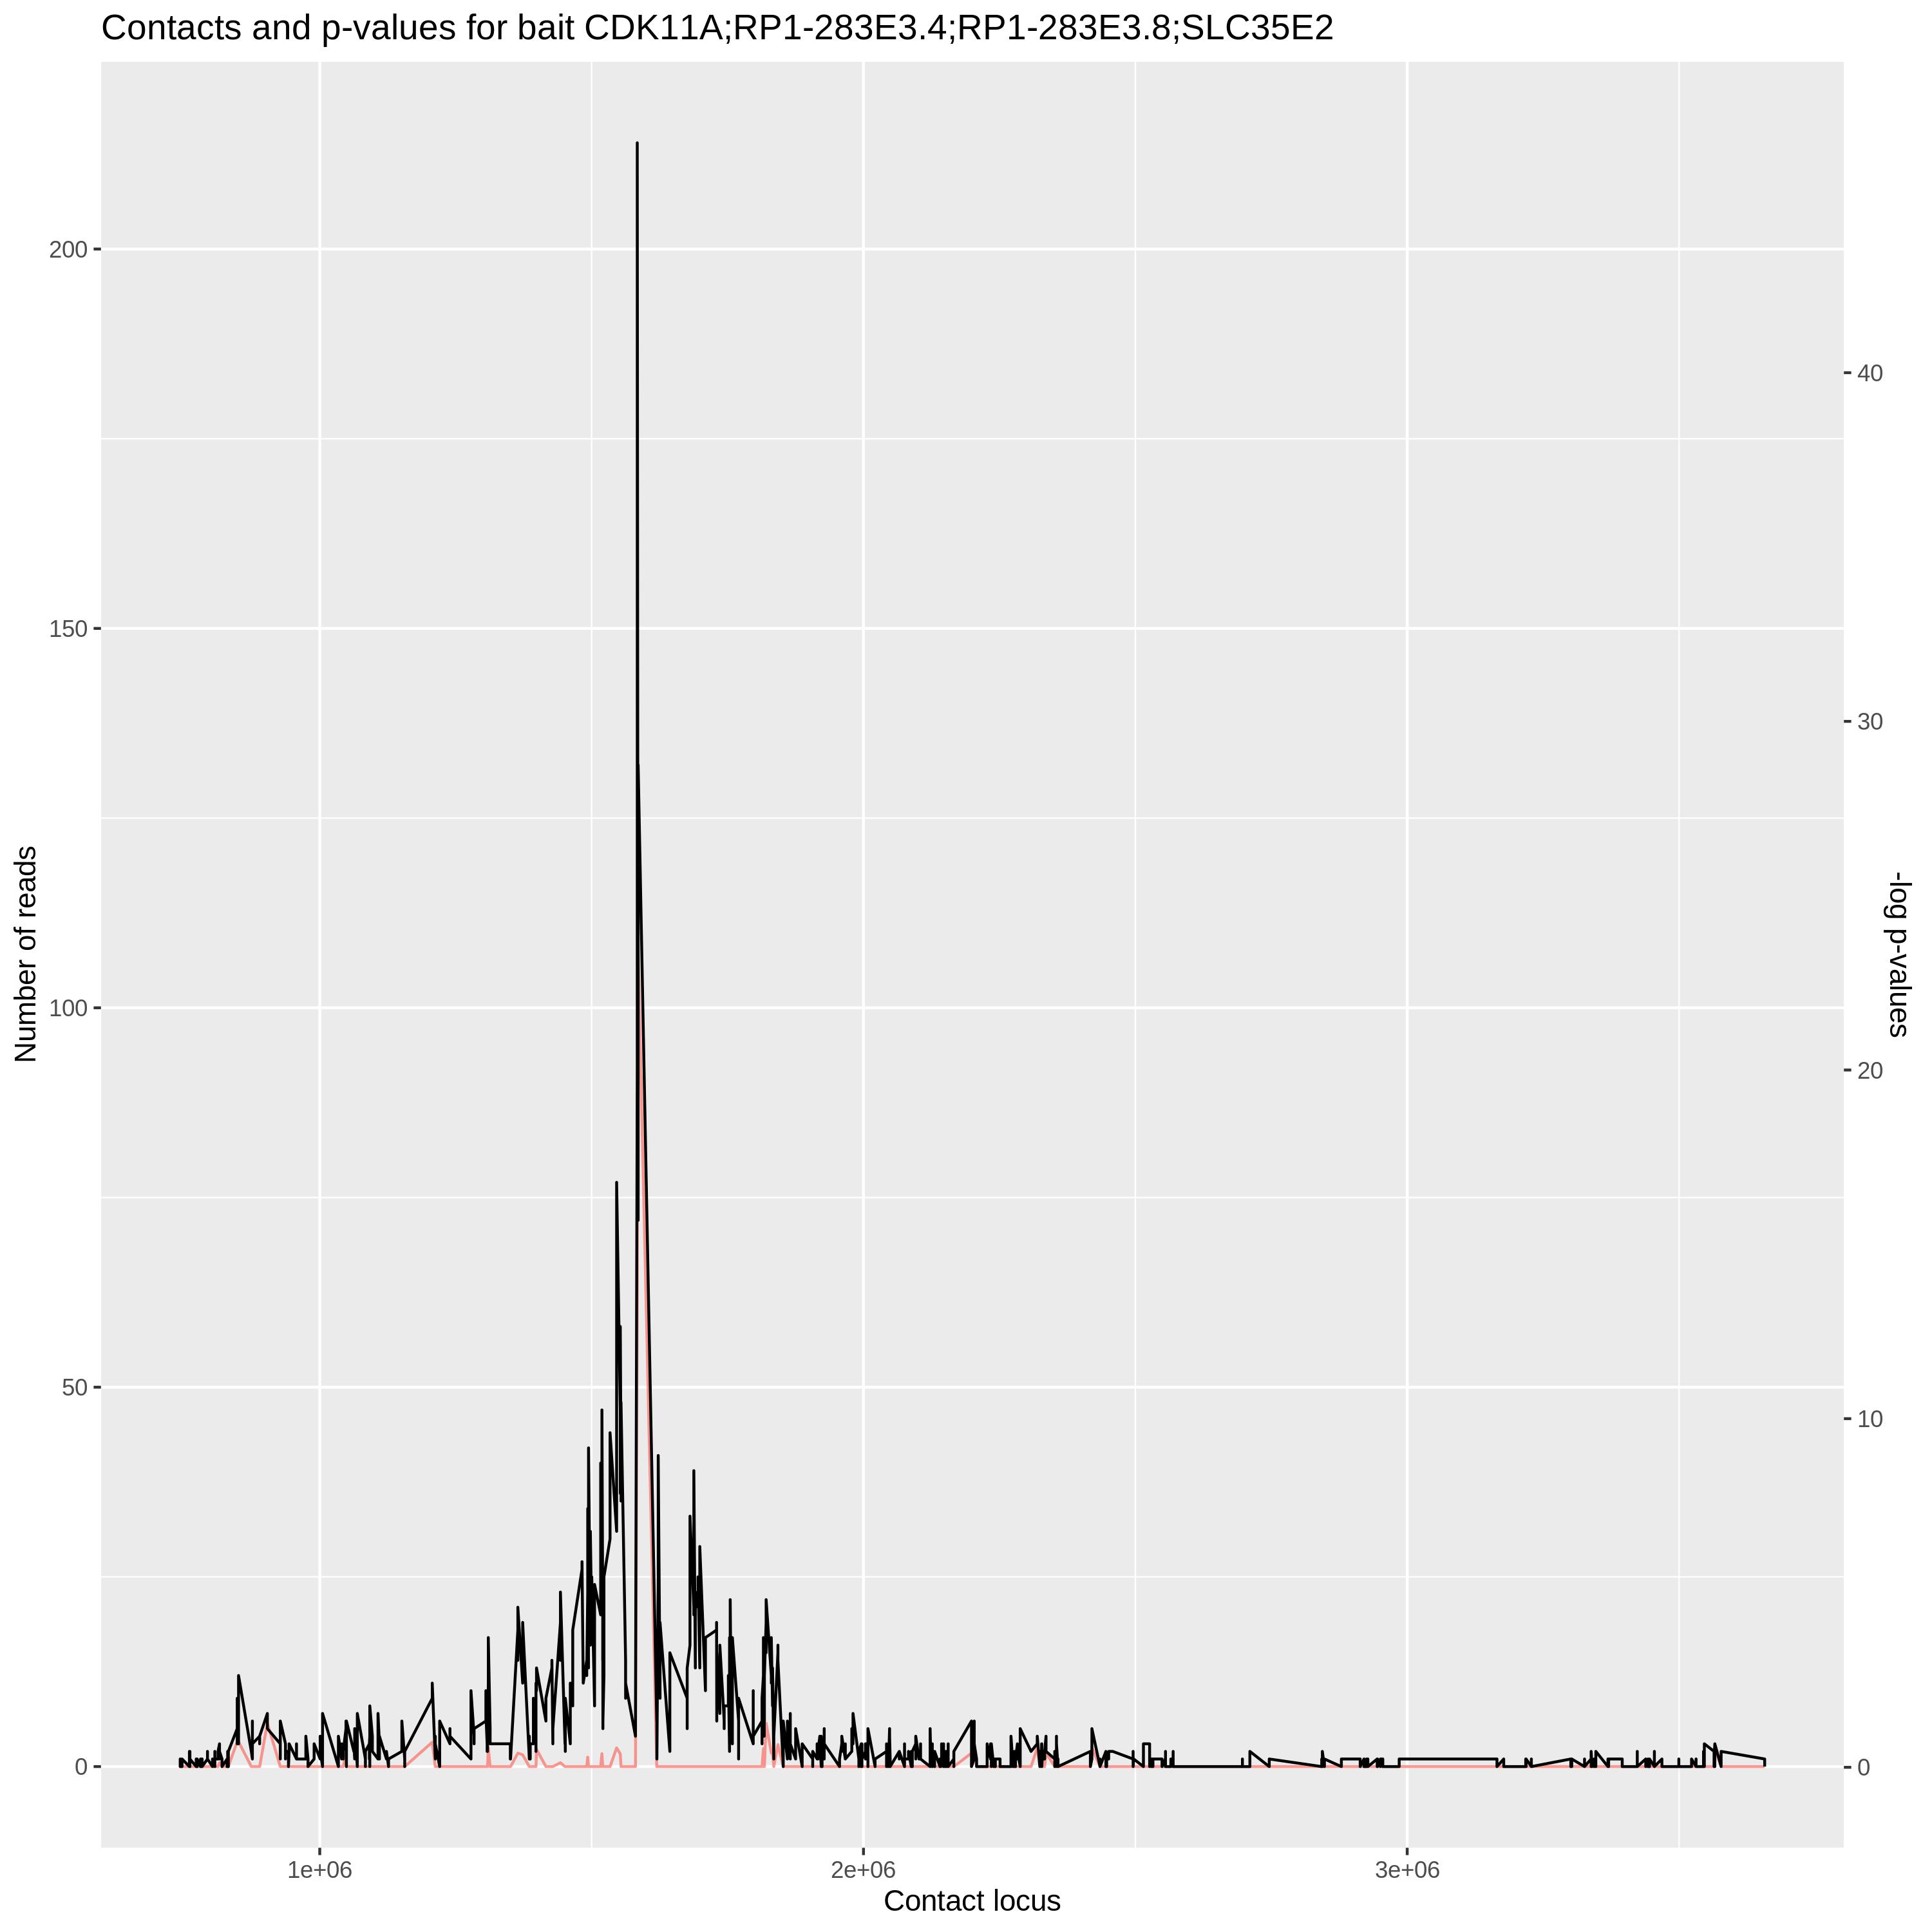 Contacts and p-values for bait CDK11A;RP1-283E3.4;RP1-283E3.8;SLC35E2
200
150
100
50
0
Number of reads
40
30
20
10
0
-log p-values
1e+06
2e+06
3e+06
Contact locus